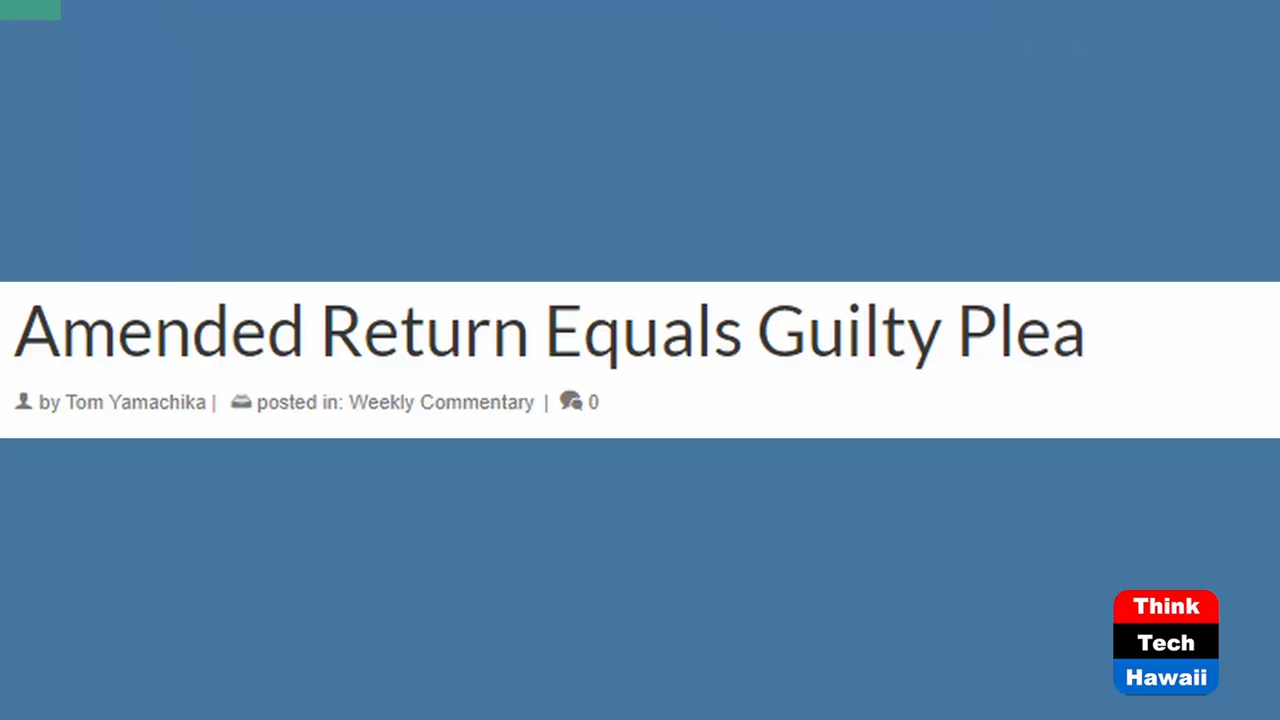 Amended Return Equals Guilty Plea
by Tom Yamachika | posted in: Weekly Commentary | 0
Think
Tech
Hawaii